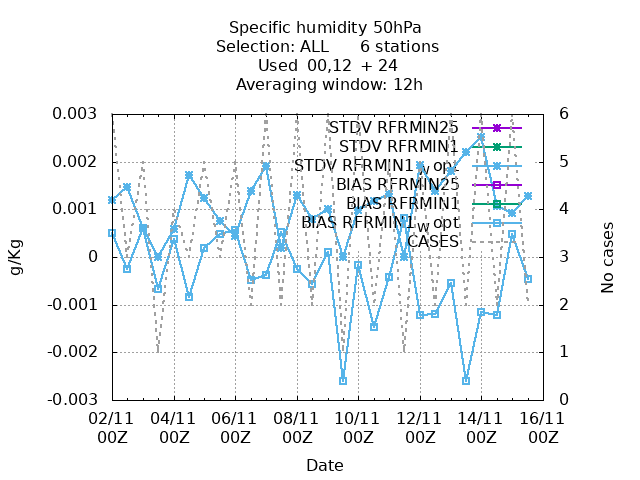 Specific humidity 50hPa
Selection: ALL 6 stations
Used 00,12 + 24
Averaging window: 12h
0.003 6
STDV RFRMIN25
STDV RFRMIN1
0.002 5
STDV RFRMIN1_w opt
BIAS RFRMIN25
BIAS RFRMIN1
0.001 4
BIAS RFRMIN1_w opt
CASES
0 3
-0.001 2
-0.002 1
-0.003 0
g/Kg
No cases
02/11 04/11 06/11 08/11 10/11 12/11 14/11 16/11
00Z 00Z 00Z 00Z 00Z 00Z 00Z 00Z
Date